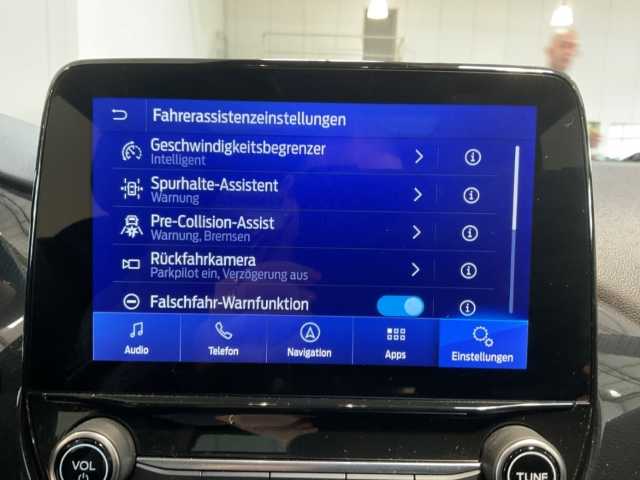 Fahrerassistenzeinstellungen
Geschwindigkeitsbegrenzer
Intelligent
Spurhalte-Assistent
Warnung
Pre-Collision-Assist
Warnung, Bremsen
Rückfahrkamera
Parkpilot ein, Verzögerung aus
Falschfahr-Warnfunktion
Audio
Telefon
Navigation
Apps
Einstellungen
VOL
TUNE